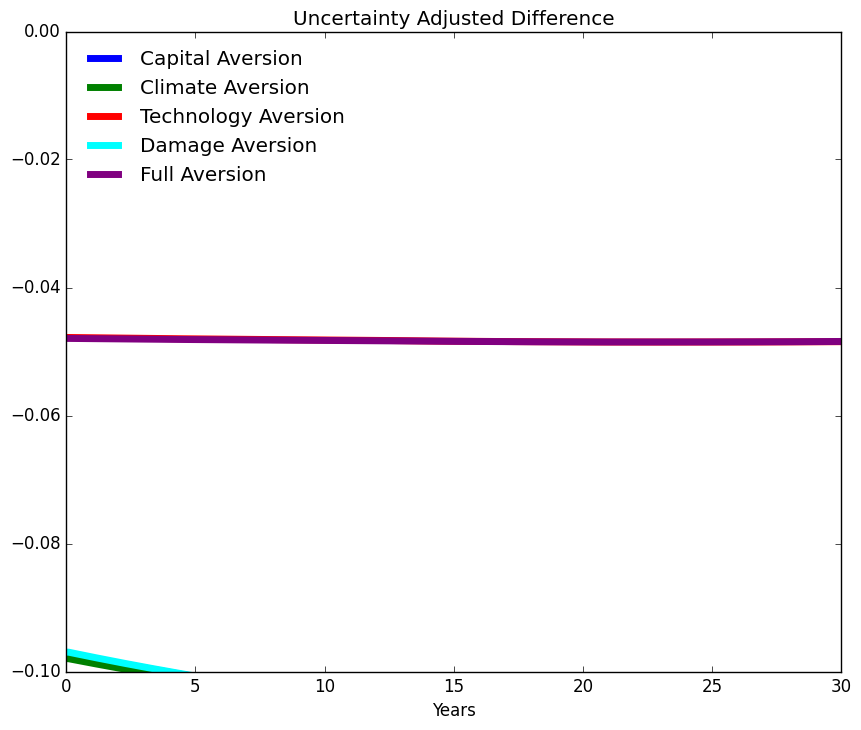 Uncertainty Adjusted Difference
0.00
−0.02
−0.04
−0.06
−0.08
−0.10
Capital Aversion
Climate Aversion
Technology Aversion
Damage Aversion
Full Aversion
0 5 10 15 20 25 30
Years